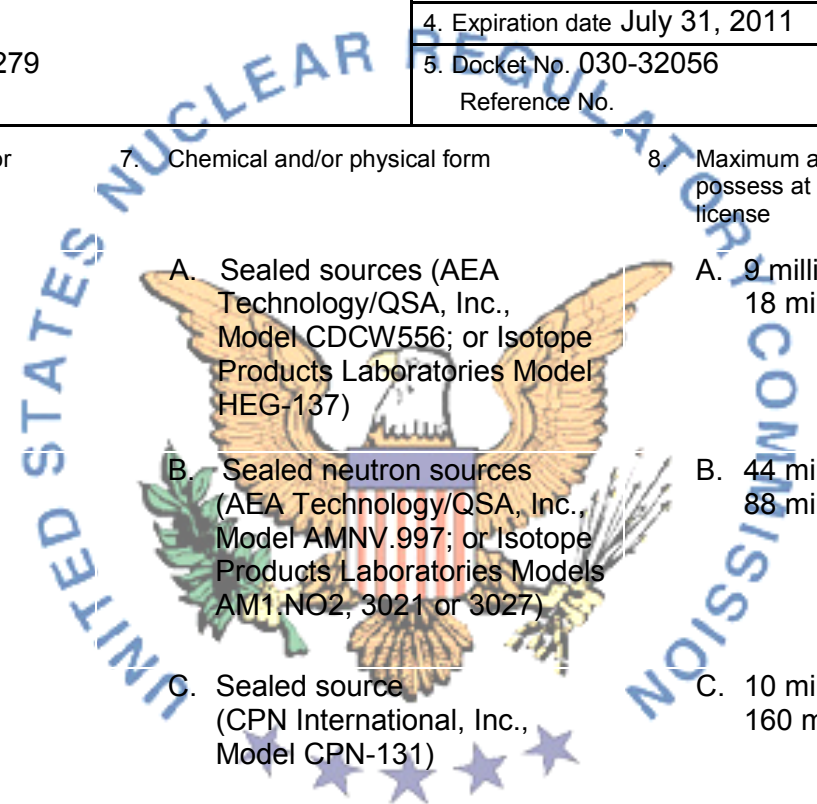 4. Expiration date July 31, 2011
279
5. Docket No. 030-32056
Reference No.
or
7. Chemical and/or physical form
8. Maximum a
possess at
license
A. Sealed sources (AEA
Technology/QSA, Inc.,
Model CDCW556; or Isotope
Products Laboratories Model
HEG-137)
A. 9 milli
18 mi
B. Sealed neutron sources
(AEA Technology/QSA, Inc.,
Model AMNV.997; or Isotope
Products Laboratories Models
AM1.NO2, 3021 or 3027)
B. 44 mi
88 mi
C. Sealed source
(CPN International, Inc.,
Model CPN-131)
C. 10 mi
160 m
UNITED STATES NUCLEAR REGULATORY COMMISSION